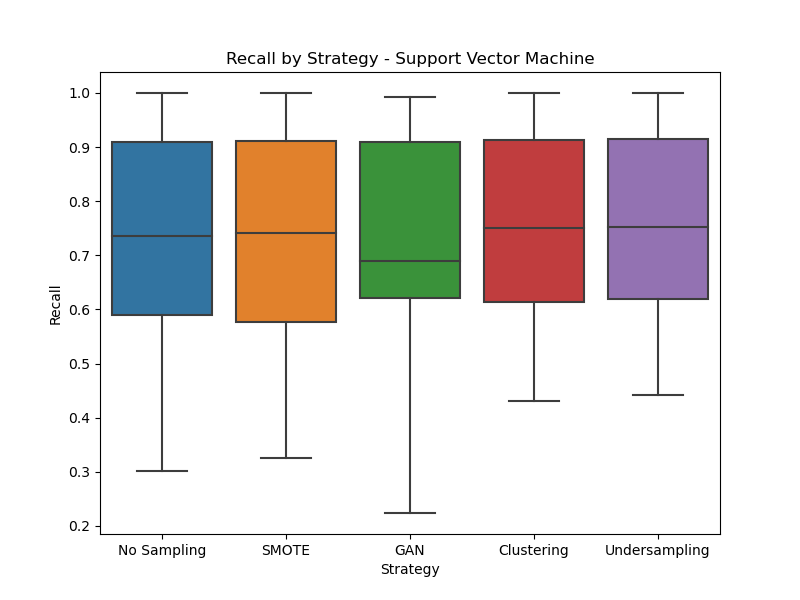 Recall by Strategy - Support Vector Machine
1.0
0.9
0.8
0.7
0.6
0.5
0.4
0.3
0.2
Recall
No Sampling SMOTE GAN Clustering Undersampling
Strategy